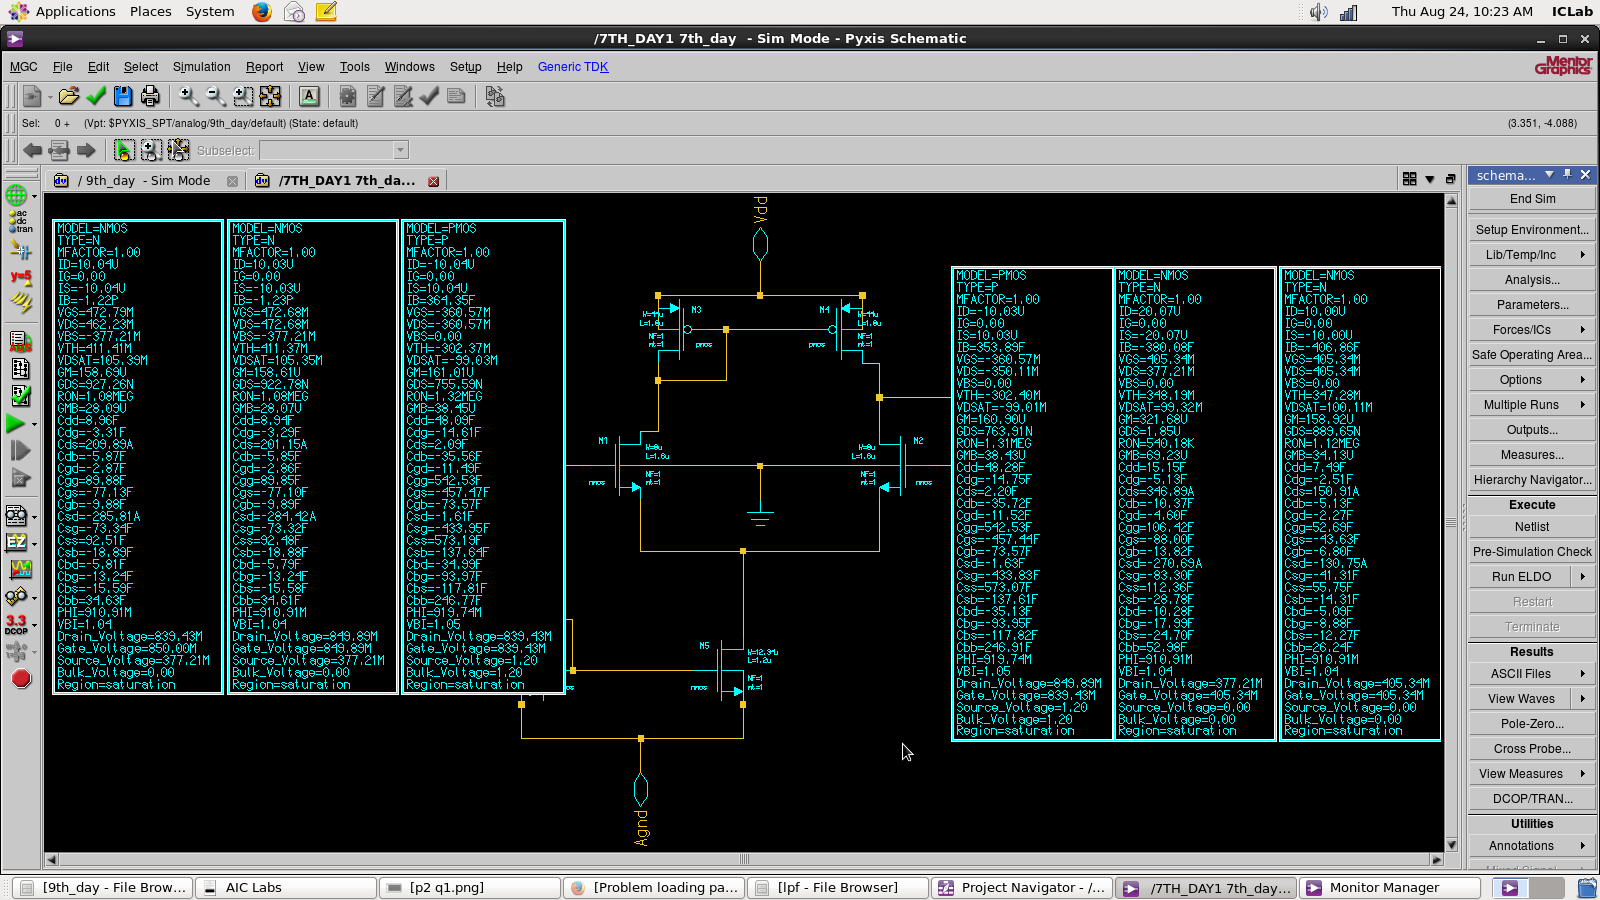 Applications Places System
Thu Aug 24, 10:23 AM ICLab
/7TH_DAY1 7th_day - Sim Mode - Pyxis Schematic
MGC File Edit Select Simulation Report View Tools Windows Setup Help Generic TDK
Mentor Graphics
Sel: 0 + (Vpt: $PYXIS_SPT/analog/9th_day/default) (State: default) (3.351, -4.088)
Subselect:
/ 9th_day - Sim Mode
/7TH_DAY1 7th_da...
ac
dc
tran
y=5
EZ
3.3
DCOP
MODEL=NMOS
TYPE=N
MFACTOR=1.00
ID=10.04U
IG=0.00
IS=-10.04U
IB=-1.22P
VGS=472.79M
VDS=462.23M
VBS=-377.21M
VTH=411.41M
VDSAT=105.39M
GM=158.69U
GDS=927.26N
RON=1.08MEG
GMB=28.09U
Cdd=8.96F
Cdg=-3.31F
Cds=209.89A
Cdb=-5.87F
Cgd=-2.87F
Cgg=89.88F
Cgs=-77.13F
Cgb=-9.88F
Csd=-285.81A
Csg=-73.34F
Css=92.51F
Csb=-18.89F
Cbd=-5.81F
Cbg=-13.24F
Cbs=-15.59F
Cbb=34.63F
PHI=910.91M
VBI=1.04
Drain_Voltage=839.43M
Gate_Voltage=850.00M
Source_Voltage=377.21M
Bulk_Voltage=0.00
Region=saturation
MODEL=NMOS
TYPE=N
MFACTOR=1.00
ID=10.03U
IG=0.00
IS=-10.03U
IB=-1.23P
VGS=472.68M
VDS=472.68M
VBS=-377.21M
VTH=411.37M
VDSAT=105.35M
GM=158.61U
GDS=922.78N
RON=1.08MEG
GMB=28.07U
Cdd=8.94F
Cdg=-3.29F
Cds=201.15A
Cdb=-5.85F
Cgd=-2.86F
Cgg=89.85F
Cgs=-77.10F
Cgb=-9.89F
Csd=-284.42A
Csg=-73.32F
Css=92.48F
Csb=-18.88F
Cbd=-5.79F
Cbg=-13.24F
Cbs=-15.58F
Cbb=34.61F
PHI=910.91M
VBI=1.04
Drain_Voltage=849.89M
Gate_Voltage=849.89M
Source_Voltage=377.21M
Bulk_Voltage=0.00
Region=saturation
MODEL=PMOS
TYPE=P
MFACTOR=1.00
ID=-10.04U
IG=0.00
IS=10.04U
IB=364.35F
VGS=-360.57M
VDS=-360.57M
VBS=0.00
VTH=-302.37M
VDSAT=-99.03M
GM=161.01U
GDS=755.59N
RON=1.32MEG
GMB=38.45U
Cdd=48.09F
Cdg=-14.61F
Cds=2.09F
Cdb=-35.56F
Cgd=-11.49F
Cgg=542.53F
Cgs=-457.47F
Cgb=-73.57F
Csd=-1.61F
Csg=-433.95F
Css=573.19F
Csb=-137.64F
Cbd=-34.99F
Cbg=-93.97F
Cbs=-117.81F
Cbb=246.77F
PHI=919.74M
VBI=1.05
Drain_Voltage=839.43M
Gate_Voltage=839.43M
Source_Voltage=1.20
Bulk_Voltage=1.20
Region=saturation
Vdd
N3
L=1.0u
NF=1
m=1
pmos
N4
L=1.0u
NF=1
m=1
pmos
N1
NF=1
m=1
nmos
N2
NF=1
m=1
nmos
N5
NF=1
m=1
nmos
Agnd
MODEL=PMOS
TYPE=P
MFACTOR=1.00
ID=-10.03U
IG=0.00
IS=10.03U
IB=353.89F
VGS=-360.57M
VDS=-350.11M
VBS=0.00
VTH=-302.40M
VDSAT=-99.01M
GM=160.90U
GDS=763.91N
RON=1.31MEG
GMB=38.43U
Cdd=48.28F
Cdg=-14.75F
Cds=2.20F
Cdb=-35.72F
Cgd=-11.52F
Cgg=542.53F
Cgs=-457.44F
Cgb=-73.57F
Csd=-1.63F
Csg=-433.83F
Css=573.07F
Csb=-137.61F
Cbd=-35.13F
Cbg=-93.95F
Cbs=-117.82F
Cbb=246.91F
PHI=919.74M
VBI=1.05
Drain_Voltage=849.89M
Gate_Voltage=839.43M
Source_Voltage=1.20
Bulk_Voltage=1.20
Region=saturation
MODEL=NMOS
TYPE=N
MFACTOR=1.00
ID=20.07U
IG=0.00
IS=-20.07U
IB=-380.08F
VGS=405.34M
VDS=377.21M
VBS=0.00
VTH=348.19M
VDSAT=99.32M
GM=321.68U
GDS=1.85U
RON=540.18K
GMB=69.23U
Cdd=15.15F
Cdg=-5.13F
Cds=346.89A
Cdb=-10.37F
Cgd=-4.60F
Cgg=106.42F
Cgs=-88.00F
Cgb=-13.82F
Csd=-270.69A
Csg=-83.30F
Css=112.36F
Csb=-28.78F
Cbd=-10.28F
Cbg=-17.99F
Cbs=-24.70F
Cbb=52.98F
PHI=910.91M
VBI=1.04
Drain_Voltage=377.21M
Gate_Voltage=405.34M
Source_Voltage=0.00
Bulk_Voltage=0.00
Region=saturation
MODEL=NMOS
TYPE=N
MFACTOR=1.00
ID=10.00U
IG=0.00
IS=-10.00U
IB=-406.86F
VGS=405.34M
VDS=405.34M
VBS=0.00
VTH=347.28M
VDSAT=100.11M
GM=158.92U
GDS=889.65N
RON=1.12MEG
GMB=34.13U
Cdd=7.49F
Cdg=-2.51F
Cds=150.91A
Cdb=-5.13F
Cgd=-2.27F
Cgg=52.69F
Cgs=-43.63F
Cgb=-6.80F
Csd=-130.75A
Csg=-41.31F
Css=55.75F
Csb=-14.31F
Cbd=-5.09F
Cbg=-8.88F
Cbs=-12.27F
Cbb=26.24F
PHI=910.91M
VBI=1.04
Drain_Voltage=405.34M
Gate_Voltage=405.34M
Source_Voltage=0.00
Bulk_Voltage=0.00
Region=saturation
schema...
End Sim
Setup Environment...
Lib/Temp/Inc
Analysis...
Parameters...
Forces/ICs
Safe Operating Area...
Options
Multiple Runs
Outputs...
Measures...
Hierarchy Navigator...
Execute
Netlist
Pre-Simulation Check
Run ELDO
Restart
Terminate
Results
ASCII Files
View Waves
Pole-Zero...
Cross Probe...
View Measures
DCOP/TRAN...
Utilities
Annotations
[9th_day - File Brow...
AIC Labs
[p2 q1.png]
[Problem loading pa...
[lpf - File Browser]
Project Navigator - /...
/7TH_DAY1 7th_day...
Monitor Manager